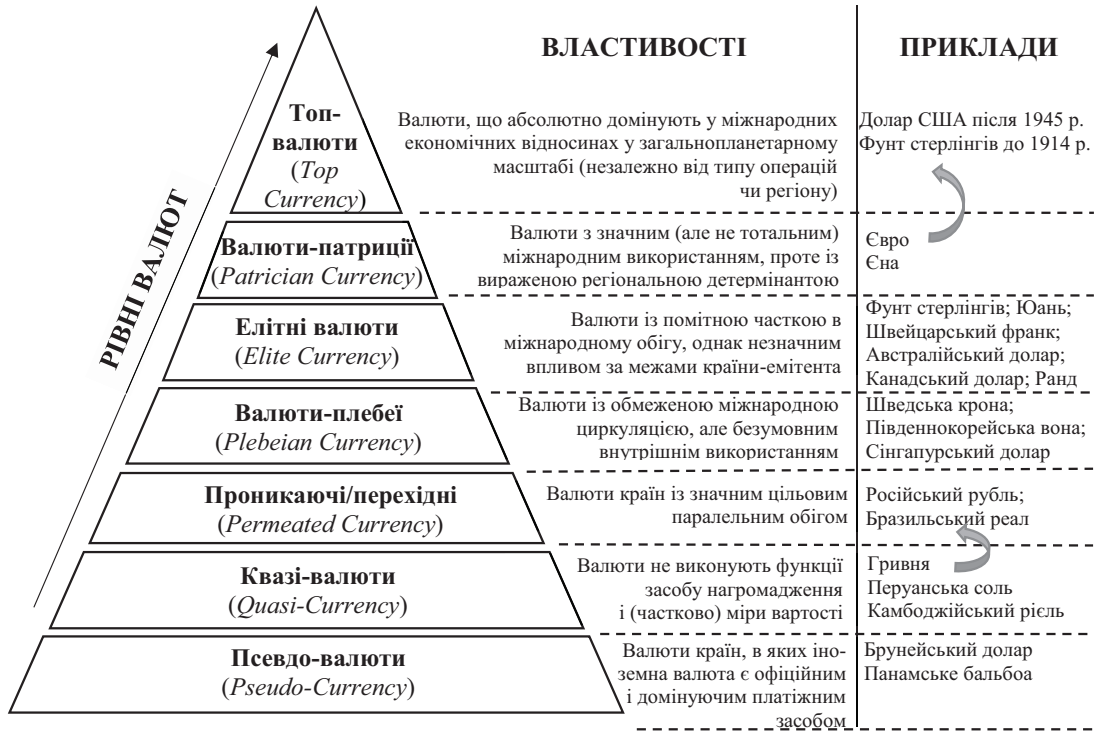 ВЛАСТИВОСТІ
ПРИКЛАДИ
РІВНІ ВАЛЮТ
Топ-
валюти
(Top
Currency)
Валюти, що абсолютно домінують у міжнародних
економічних відносинах у загальнопланетарному
масштабі (незалежно від типу операцій
чи регіону)
Долар США після 1945 р.
Фунт стерлінгів до 1914 р.
Валюти-патриції
(Patrician Currency)
Валюти з значним (але не тотальним)
міжнародним використанням, проте із
вираженою регіональною детермінантою
Євро
Єна
Елітні валюти
(Elite Currency)
Валюти із помітною часткою в
міжнародному обігу, однак незначним
впливом за межами країни-емітента
Фунт стерлінгів; Юань;
Швейцарський франк;
Австралійський долар;
Канадський долар; Ранд
Валюти-плебеї
(Plebeian Currency)
Валюти із обмеженою міжнародною
циркуляцією, але безумовним
внутрішнім використанням
Шведська крона;
Південнокорейська вона;
Сінгапурський долар
Проникаючі/перехідні
(Permeated Currency)
Валюти країн із значним цільовим
паралельним обігом
Російський рубль;
Бразильський реал
Квазі-валюти
(Quasi-Currency)
Валюти не виконують функції
засобу нагромадження
і (частково) міри вартості
Гривня
Перуанська соль
Камбоджійський рієль
Псевдо-валюти
(Pseudo-Currency)
Валюти країн, в яких іно-
земна валюта є офіційним
і домінуючим платіжним
засобом
Брунейський долар
Панамське бальбоа